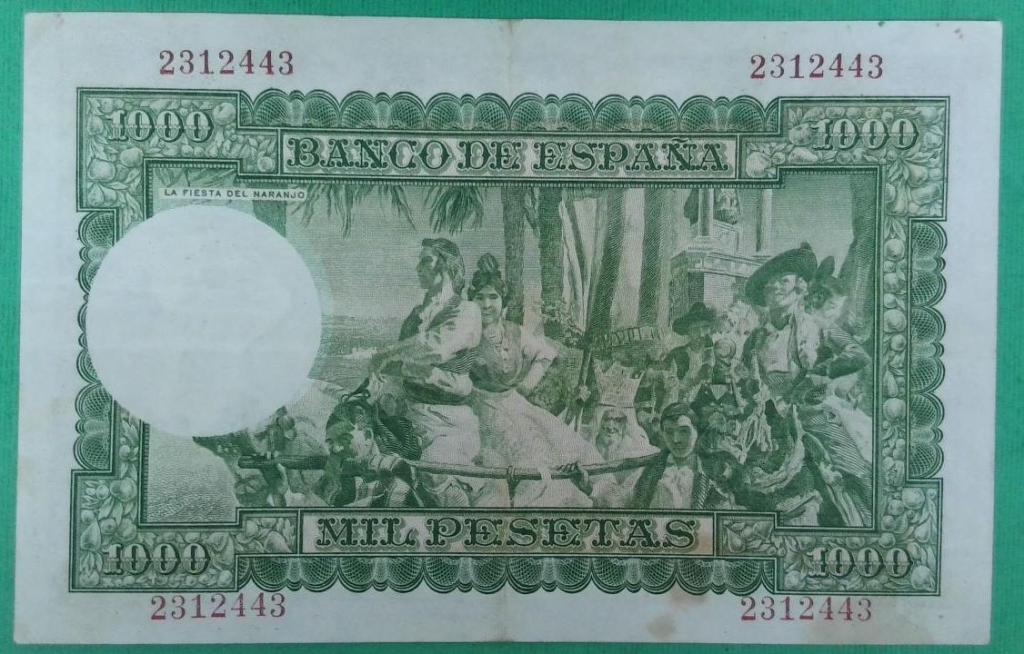 2312443 2312443
1000 1000
BANCO DE ESPAÑA
LA FIESTA DEL NARANJO
MIL PESETAS
1000 1000
2312443 2312443